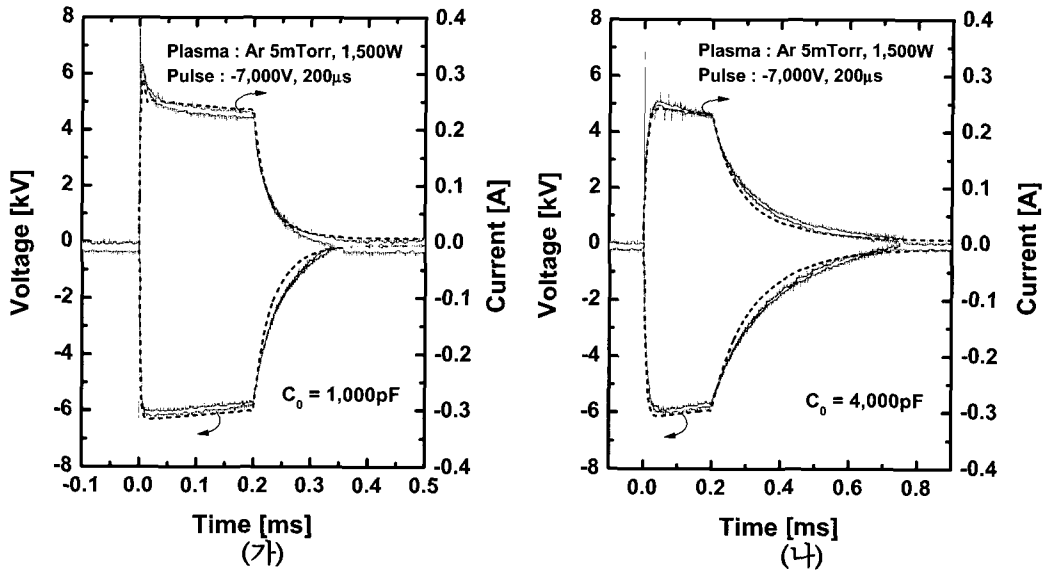 Plasma : Ar 5mTorr, 1,500W
Pulse : -7,000V, 200μs
C0 = 1,000pF
Voltage [kV]
8
6
4
2
0
-2
-4
-6
-8
Current [A]
0.4
0.3
0.2
0.1
0.0
-0.1
-0.2
-0.3
-0.4
-0.1 0.0 0.1 0.2 0.3 0.4 0.5
Time [ms]
(가)
Plasma : Ar 5mTorr, 1,500W
Pulse : -7,000V, 200μs
C0 = 4,000pF
Voltage [kV]
8
6
4
2
0
-2
-4
-6
-8
Current [A]
0.4
0.3
0.2
0.1
0.0
-0.1
-0.2
-0.3
-0.4
0.0 0.2 0.4 0.6 0.8
Time [ms]
(나)